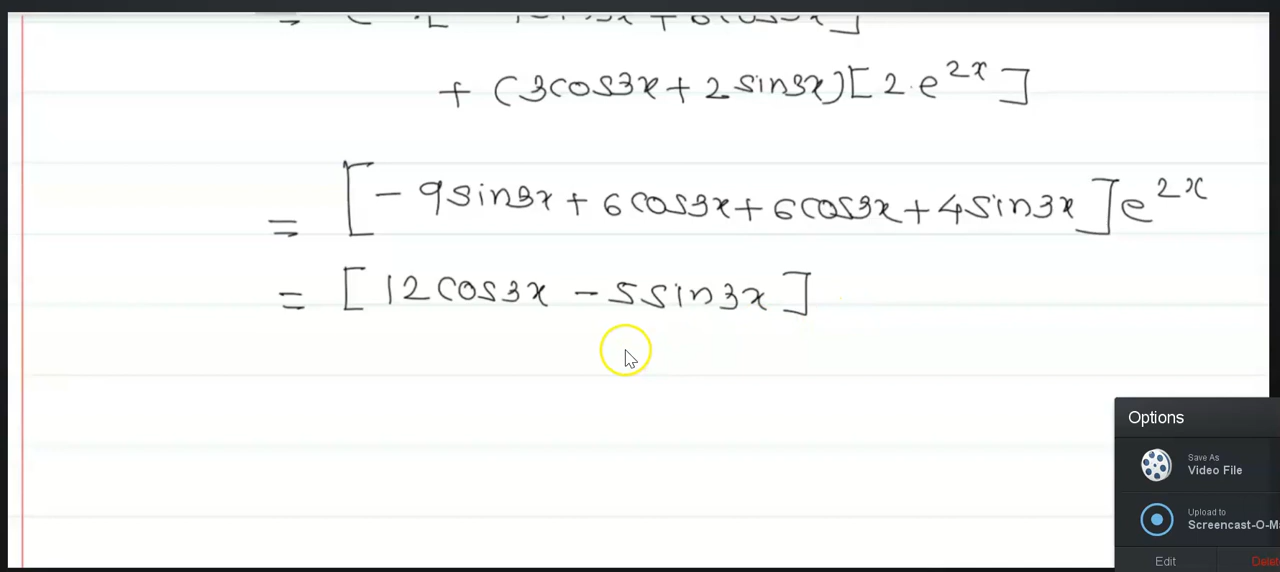 + (3cos3x + 2sin3x)[2.e^2x]
= [-9sin3x + 6cos3x + 6cos3x + 4sin3x]e^2x
= [12cos3x - 5sin3x]
Options
Save As
Video File
Upload to
Edit